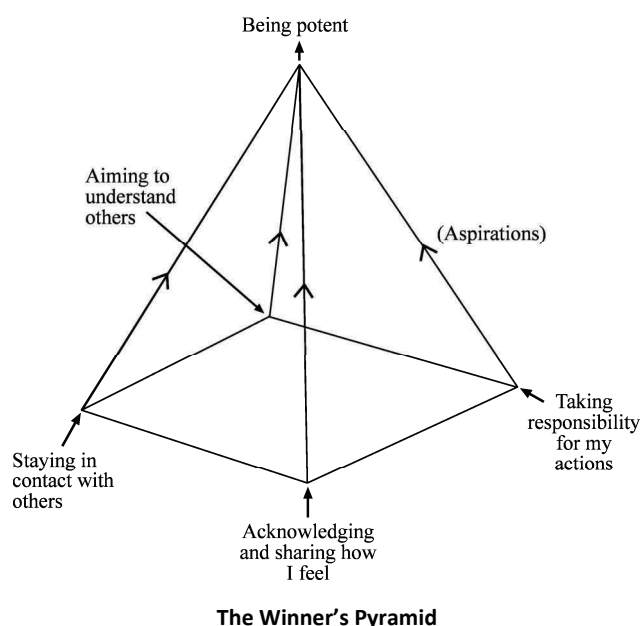 Being potent
Aiming to
understand
others
(Aspirations)
Taking
responsibility
for my
actions
Staying in
contact with
others
Acknowledging
and sharing how
I feel
The Winner’s Pyramid